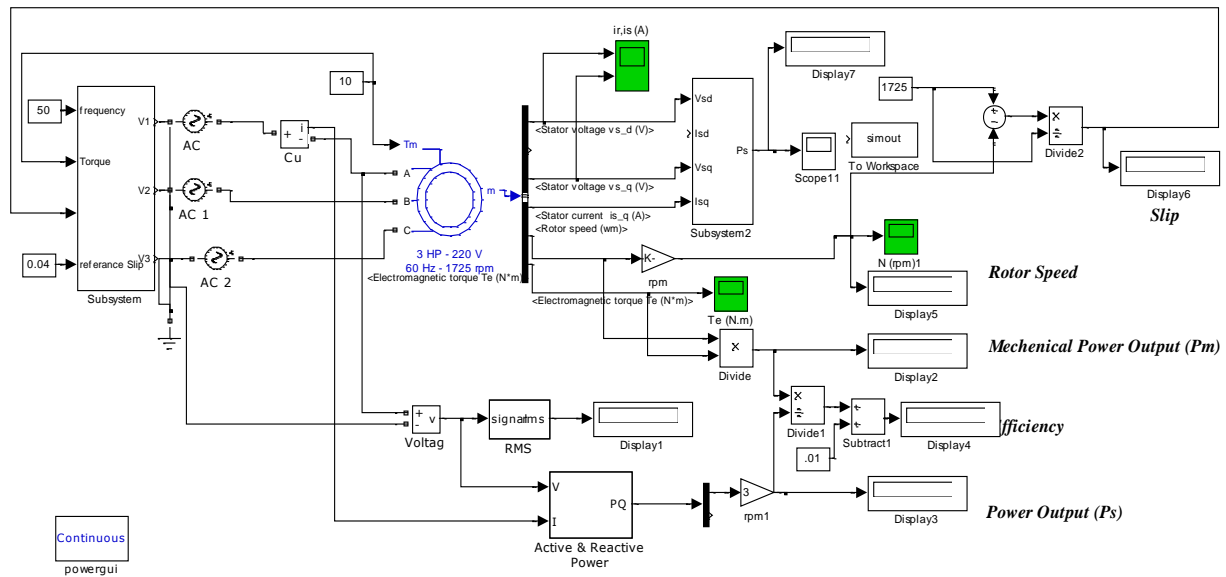 ir,is (A)
Display7
10
1725
50
frequency
V1
AC
i
+
-
Cu
Tm
<Stator voltage vs_d (V)>
Vsd
Isd
Ps
simout
×
÷
Divide2
Torque
A
Scope11
To Workspace
Display6
Slip
V2
AC 1
B
m
<Stator voltage vs_q (V)>
Vsq
<Stator current is_q (A)>
Isq
<Rotor speed (wm)>
Subsystem2
C
3 HP - 220 V
60 Hz - 1725 rpm
<Electromagnetic torque Te (N*m)>
0.04
referance Slip
V3
AC 2
Subsystem
K-
rpm
N (rpm)1
Rotor Speed
<Electromagnetic torque Te (N*m)>
Display5
Te (N.m)
×
Divide
Mechenical Power Output (Pm)
Display2
×
÷
Divide1
+
-
v
Voltag
signalrms
RMS
Display1
Subtract1
Display4
fficiency
.01
V
I
PQ
Active & Reactive
Power
3
rpm1
Display3
Power Output (Ps)
Continuous
powergui